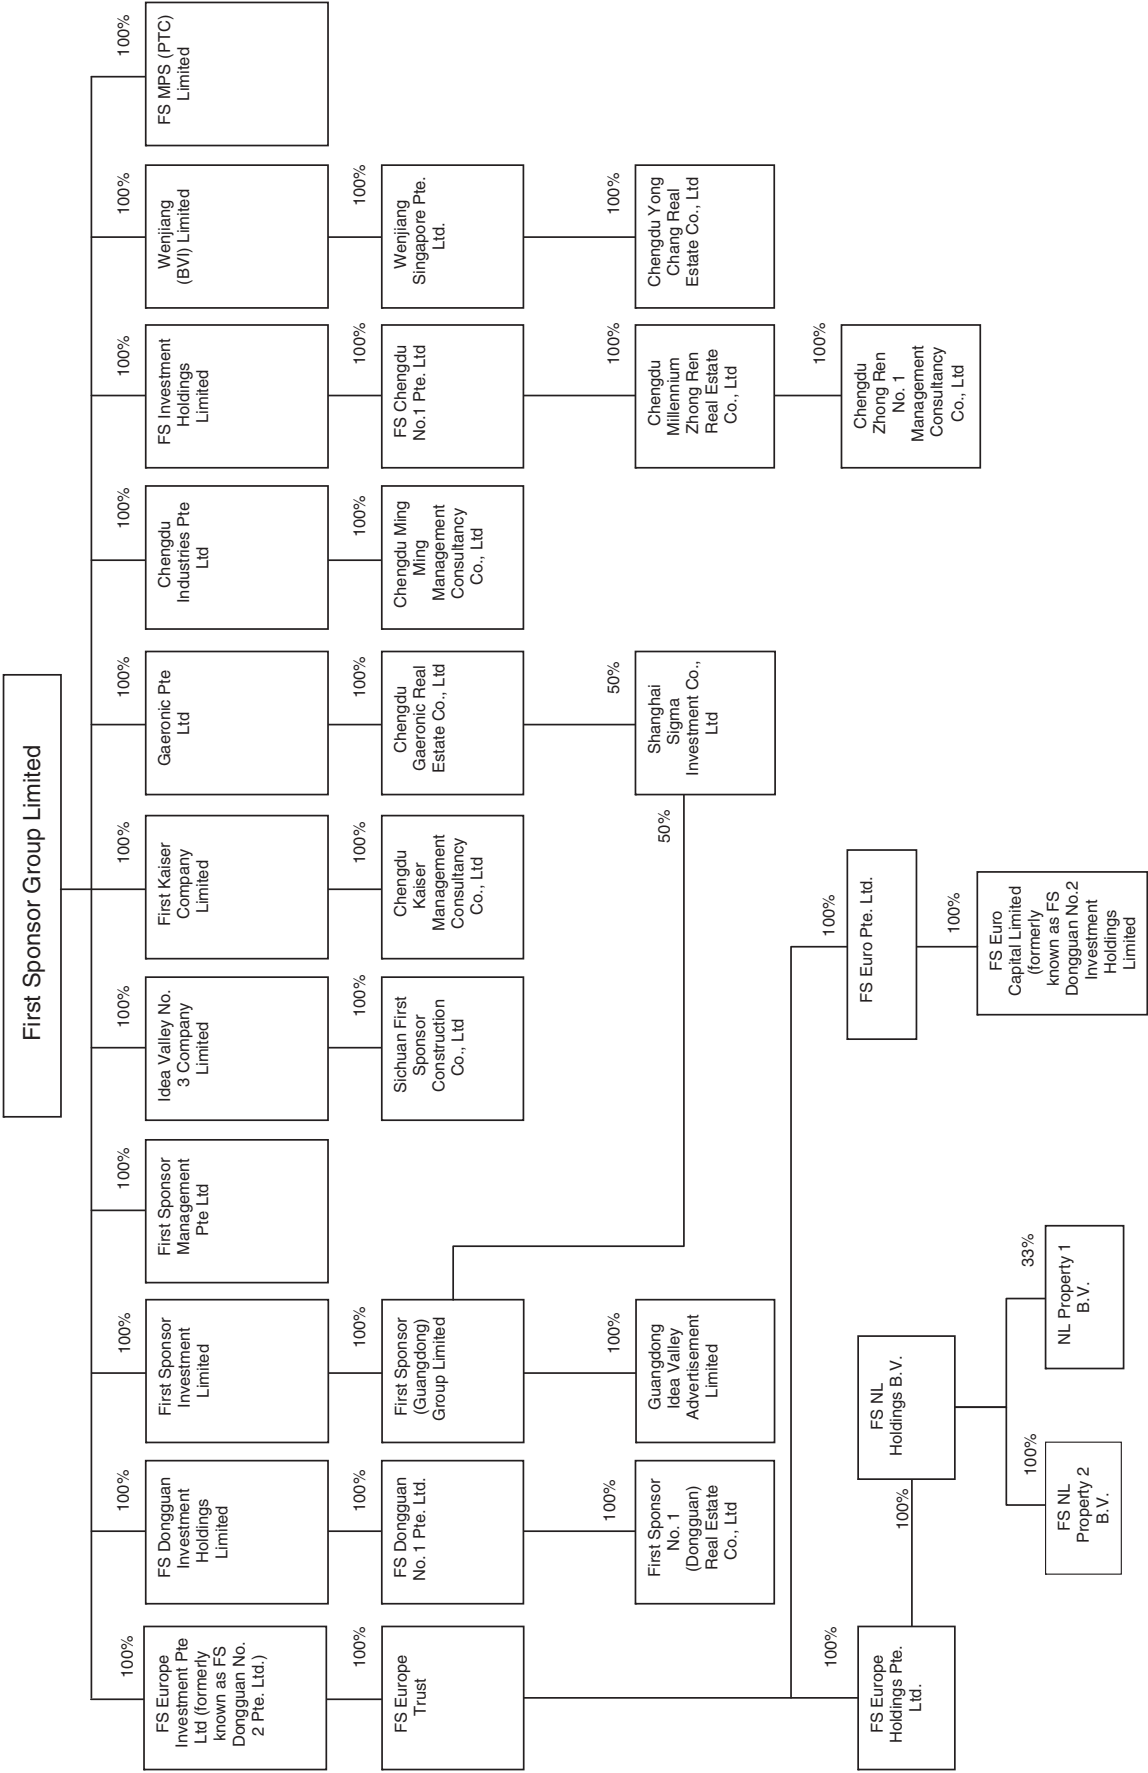 First Sponsor Group Limited
100%
FS Europe
Investment Pte
Ltd (formerly
known as FS
Dongguan No.
2 Pte. Ltd.)
100%
FS Dongguan
Investment
Holdings
Limited
100%
First Sponsor
Investment
Limited
100%
First Sponsor
Management
Pte Ltd
100%
Idea Valley No.
3 Company
Limited
100%
First Kaiser
Company
Limited
100%
Gaeronic Pte
Ltd
100%
Chengdu
Industries Pte
Ltd
100%
FS Investment
Holdings
Limited
100%
Wenjiang
(BVI) Limited
100%
FS MPS (PTC)
Limited
100%
FS Europe
Trust
100%
FS Dongguan
No. 1 Pte. Ltd.
100%
First Sponsor
(Guangdong)
Group Limited
100%
Sichuan First
Sponsor
Construction
Co., Ltd
100%
Chengdu
Kaiser
Management
Consultancy
Co., Ltd
100%
Chengdu
Gaeronic Real
Estate Co., Ltd
100%
Chengdu Ming
Ming
Management
Consultancy
Co., Ltd
100%
FS Chengdu
No.1 Pte. Ltd
100%
Wenjiang
Singapore Pte.
Ltd.
100%
First Sponsor
No. 1
(Dongguan)
Real Estate
Co., Ltd
100%
Guangdong
Idea Valley
Advertisement
Limited
50%
50%
Shanghai
Sigma
Investment Co.,
Ltd
100%
Chengdu
Millennium
Zhong Ren
Real Estate
Co., Ltd
100%
Chengdu Yong
Chang Real
Estate Co., Ltd
100%
FS Europe
Holdings Pte.
Ltd.
100%
FS NL
Holdings B.V.
100%
FS Euro Pte. Ltd.
100%
Chengdu
Zhong Ren
No. 1
Management
Consultancy
Co., Ltd
100%
FS Euro
Capital Limited
(formerly
known as FS
Dongguan No.2
Investment
Holdings
Limited
100%
FS NL
Property 2
B.V.
33%
NL Property 1
B.V.